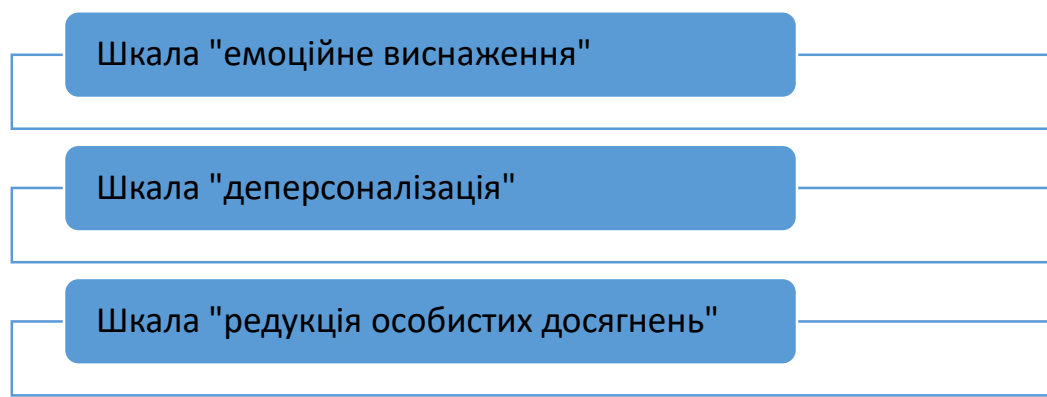 Шкала "емоційне виснаження"
Шкала "деперсоналізація"
Шкала "редукція особистих досягнень"